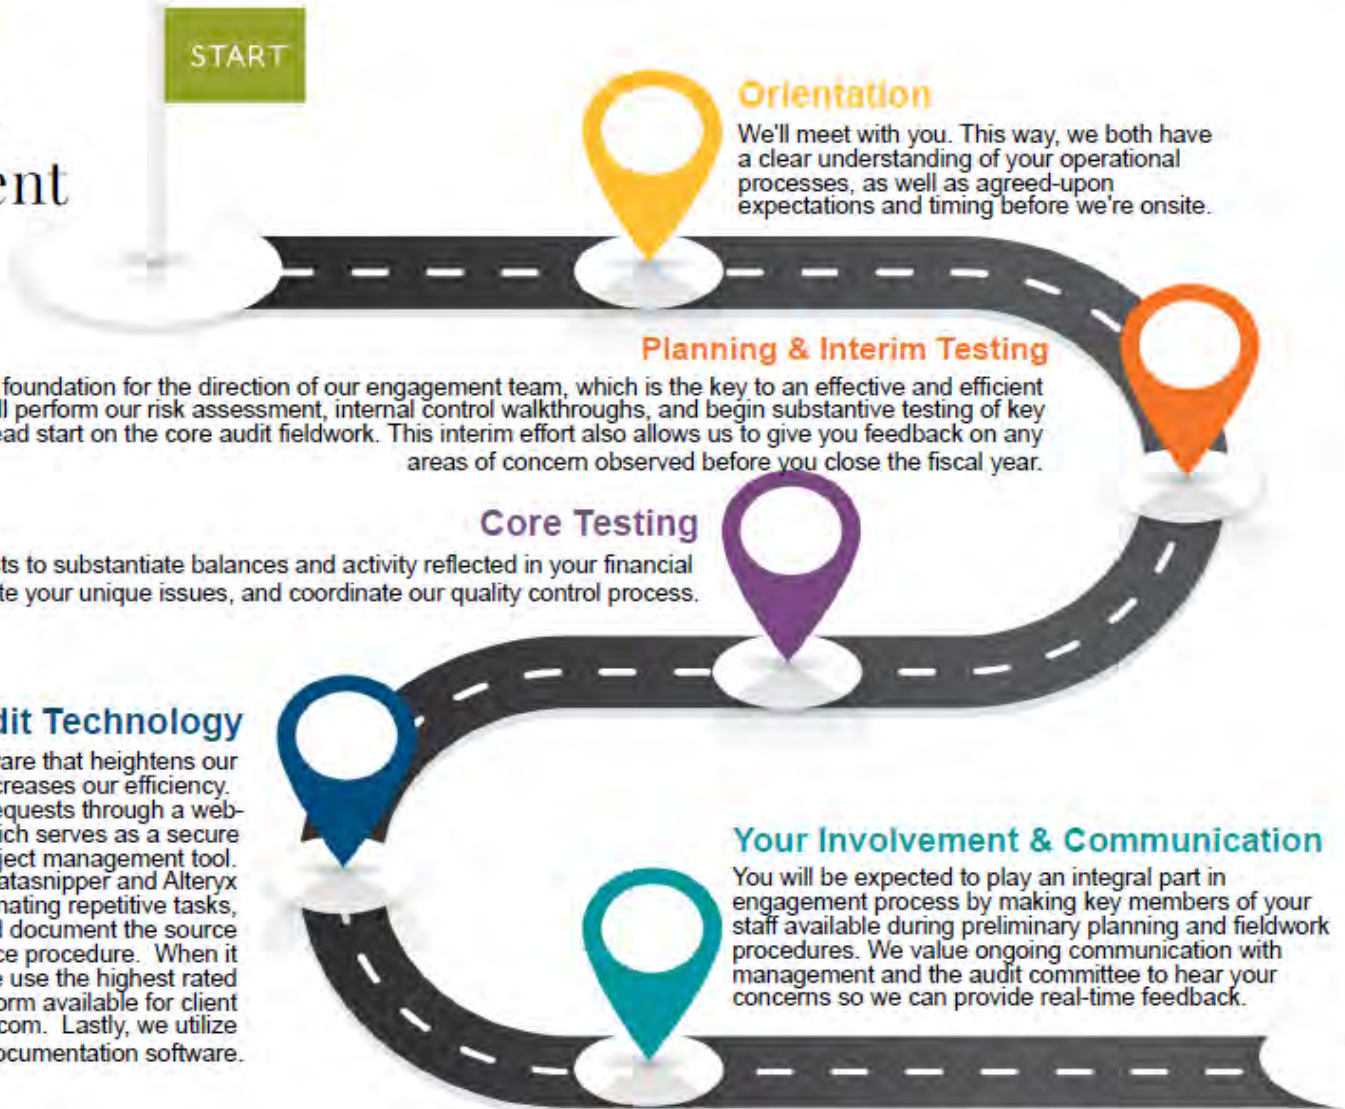 START
ent
Orientation
We'll meet with you. This way, we both have
a clear understanding of your operational
processes, as well as agreed-upon
expectations and timing before we're onsite.
Planning & Interim Testing
foundation for the direction of our engagement team, which is the key to an effective and efficient
ll perform our risk assessment, internal control walkthroughs, and begin substantive testing of key
ead start on the core audit fieldwork. This interim effort also allows us to give you feedback on any
areas of concern observed before you close the fiscal year.
Core Testing
ts to substantiate balances and activity reflected in your financial
te your unique issues, and coordinate our quality control process.
dit Technology
are that heightens our
creases our efficiency.
equests through a web-
ich serves as a secure
ject management tool.
atasnipper and Alteryx
mating repetitive tasks,
d document the source
ce procedure. When it
e use the highest rated
orm available for client
com. Lastly, we utilize
ocumentation software.
Your Involvement & Communication
You will be expected to play an integral part in
engagement process by making key members of your
staff available during preliminary planning and fieldwork
procedures. We value ongoing communication with
management and the audit committee to hear your
concerns so we can provide real-time feedback.